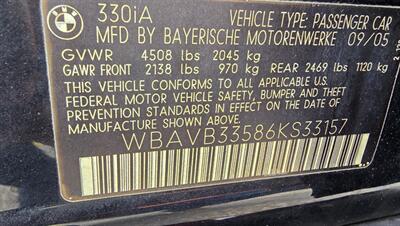 330iA VEHICLE TYPE: PASSENGER CAR
MFD BY BAYERISCHE MOTORENWERKE 09/05
GVWR 4508 lbs 2045 kg
GAWR FRONT 2138 lbs 970 kg REAR 2469 lbs 1120 kg
THIS VEHICLE CONFORMS TO ALL APPLICABLE U.S.
FEDERAL MOTOR VEHICLE SAFETY, BUMPER AND THEFT
PREVENTION STANDARDS IN EFFECT ON THE
DATE OF MANUFACTURE SHOWN ABOVE.
WBAVB33586KS33157